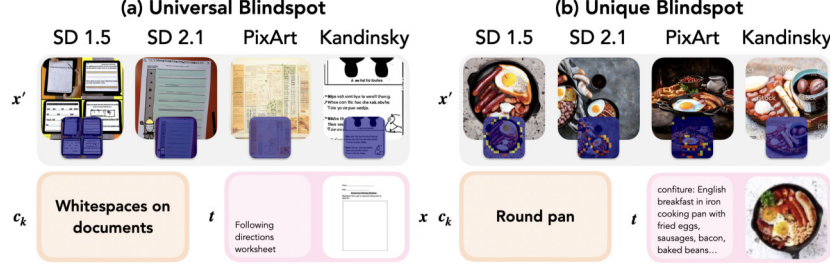 (a) Universal Blindspot
SD 1.5 SD 2.1 PixArt Kandinsky
x′
c_k
Whitespaces on
documents
t
Following
directions
worksheet
x
(b) Unique Blindspot
SD 1.5 SD 2.1 PixArt Kandinsky
x′
c_k
Round pan
t
confiture: English
breakfast in iron
cooking pan with
fried eggs,
sausages, bacon,
baked beans...